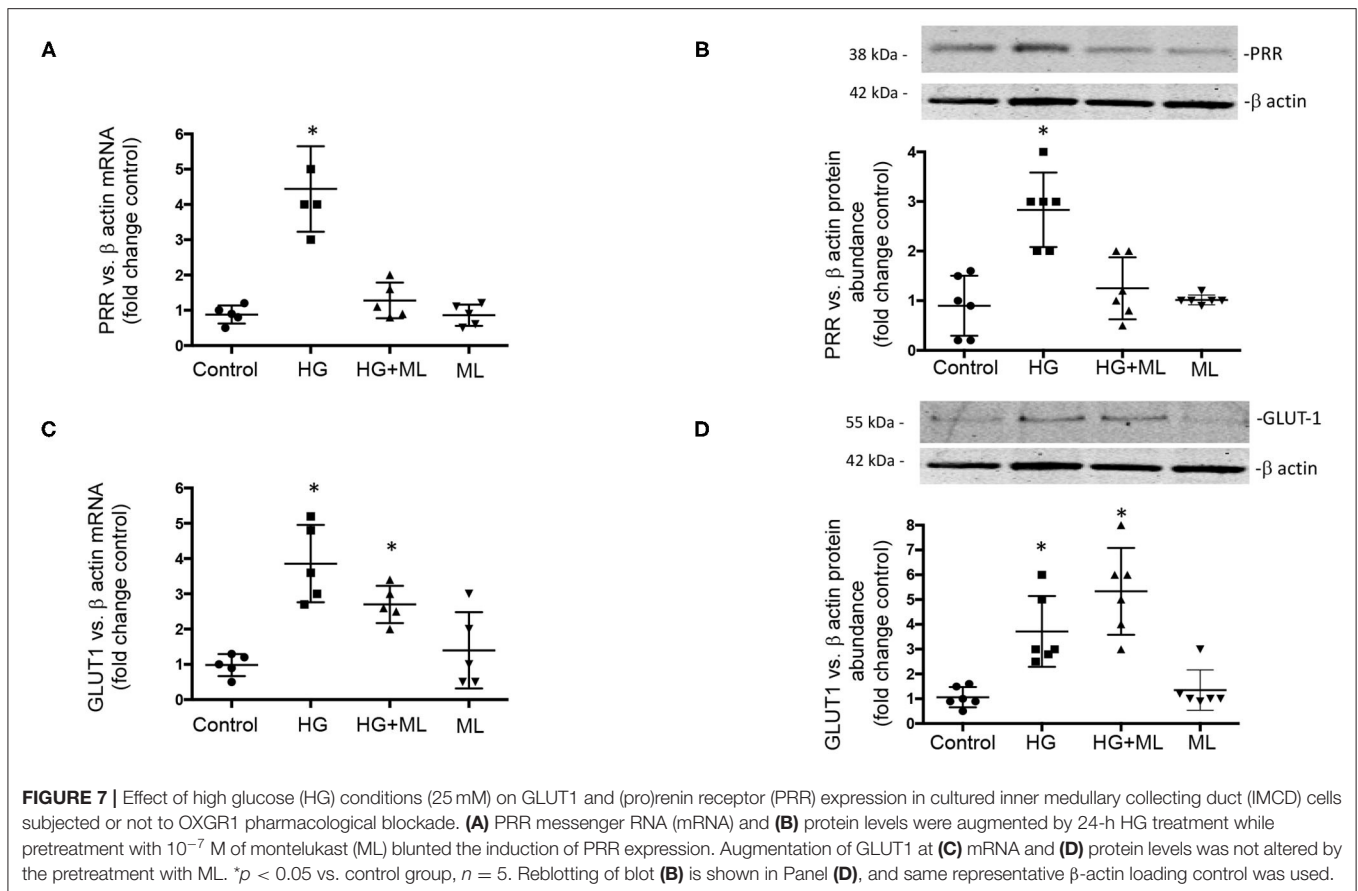 A
PRR vs. β actin mRNA
(fold change control)
6
5
4
3
2
1
0
*
Control HG HG+ML ML
B
38 kDa -
-PRR
42 kDa -
-β actin
PRR vs. β actin protein
abundance
(fold change control)
4
3
2
1
0
*
Control HG HG+ML ML
C
GLUT1 vs. β actin mRNA
(fold change control)
6
5
4
3
2
1
0
*
*
Control HG HG+ML ML
D
55 kDa -
-GLUT-1
42 kDa -
-β actin
GLUT1 vs. β actin protein
abundance
(fold change control)
8
7
6
5
4
3
2
1
0
*
*
Control HG HG+ML ML
FIGURE 7 | Effect of high glucose (HG) conditions (25 mM) on GLUT1 and (pro)renin receptor (PRR) expression in cultured inner medullary collecting duct (IMCD) cells
subjected or not to OXGR1 pharmacological blockade. (A) PRR messenger RNA (mRNA) and (B) protein levels were augmented by 24-h HG treatment while
pretreatment with 10⁻⁷ M of montelukast (ML) blunted the induction of PRR expression. Augmentation of GLUT1 at (C) mRNA and (D) protein levels was not altered by
the pretreatment with ML. *p < 0.05 vs. control group, n = 5. Reblotting of blot (B) is shown in Panel (D), and same representative β-actin loading control was used.